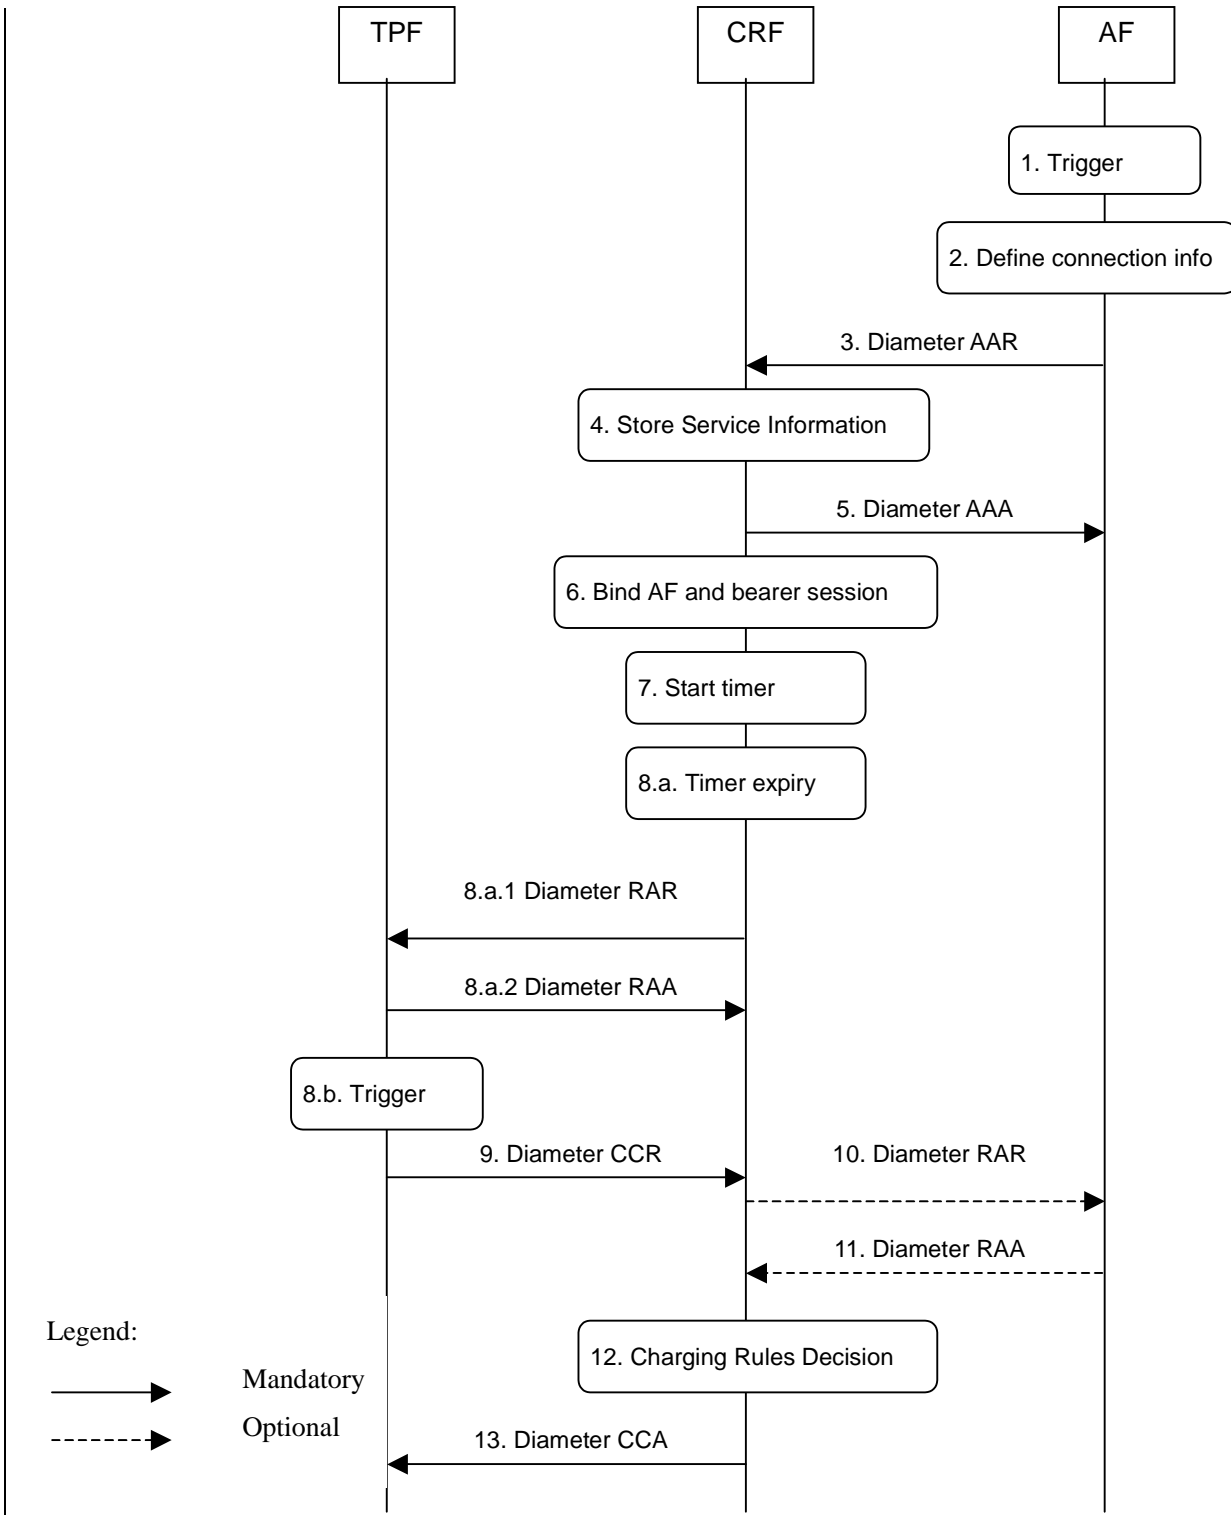 TPF
CRF
AF
1. Trigger
2. Define connection info
3. Diameter AAR
4. Store Service Information
5. Diameter AAA
6. Bind AF and bearer session
7. Start timer
8.a. Timer expiry
8.a.1 Diameter RAR
8.a.2 Diameter RAA
8.b. Trigger
9. Diameter CCR
10. Diameter RAR
11. Diameter RAA
Legend:
12. Charging Rules Decision
Mandatory
Optional
13. Diameter CCA